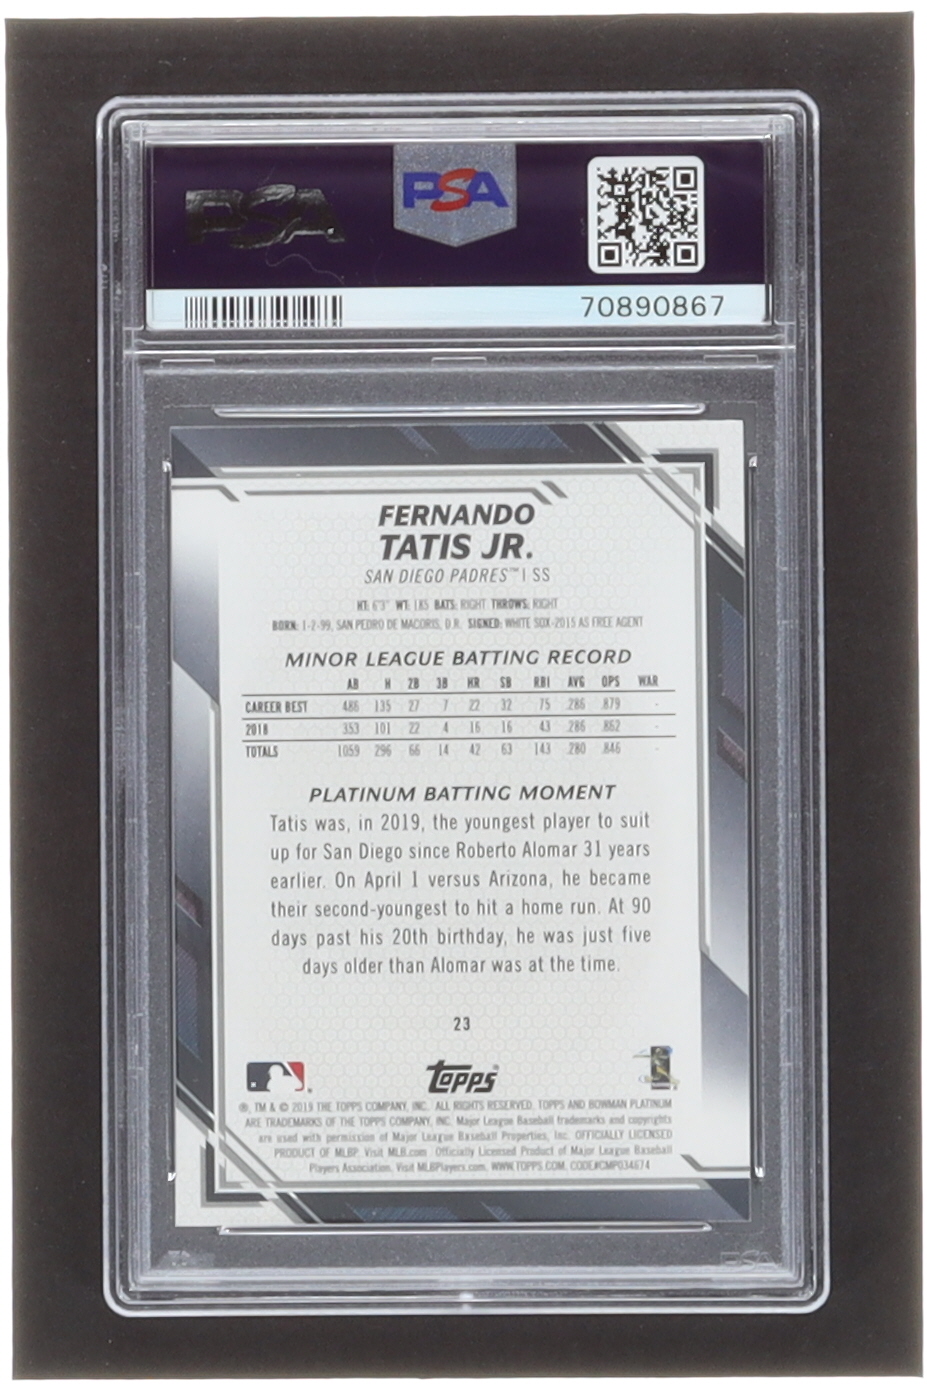 PSA
PSA
70890867
FERNANDO
TATIS JR.
SAN DIEGO PADRES™ | SS
HT: 6'3" WT: 185 BATS: RIGHT THROWS: RIGHT
BORN: 1-2-99, SAN PEDRO DE MACORIS, D.R. SIGNED: WHITE SOX-2015 AS FREE AGENT
MINOR LEAGUE BATTING RECORD
AB H 2B 3B HR SB RBI AVG OPS WAR
CAREER BEST 486 135 27 7 22 32 75 .286 .879 -
2018 353 101 22 4 16 16 43 .286 .862 -
TOTALS 1059 296 66 14 42 63 143 .280 .846 -
PLATINUM BATTING MOMENT
Tatis was, in 2019, the youngest player to suit
up for San Diego since Roberto Alomar 31 years
earlier. On April 1 versus Arizona, he became
their second-youngest to hit a home run. At 90
days past his 20th birthday, he was just five
days older than Alomar was at the time.
23
TOPPS®
®, TM & © 2019 THE TOPPS COMPANY, INC. ALL RIGHTS RESERVED. TOPPS AND BOWMAN PLATINUM
ARE TRADEMARKS OF THE TOPPS COMPANY, INC. Major League Baseball trademarks and copyrights
are used with permission of Major League Baseball Properties, Inc. OFFICIALLY LICENSED
PRODUCT OF MLBP. Visit MLB.com Officially Licensed Product of Major League Baseball
Players Association. Visit MLBPlayers.com. WWW.TOPPS.COM. CODE#CMP034674
PSA